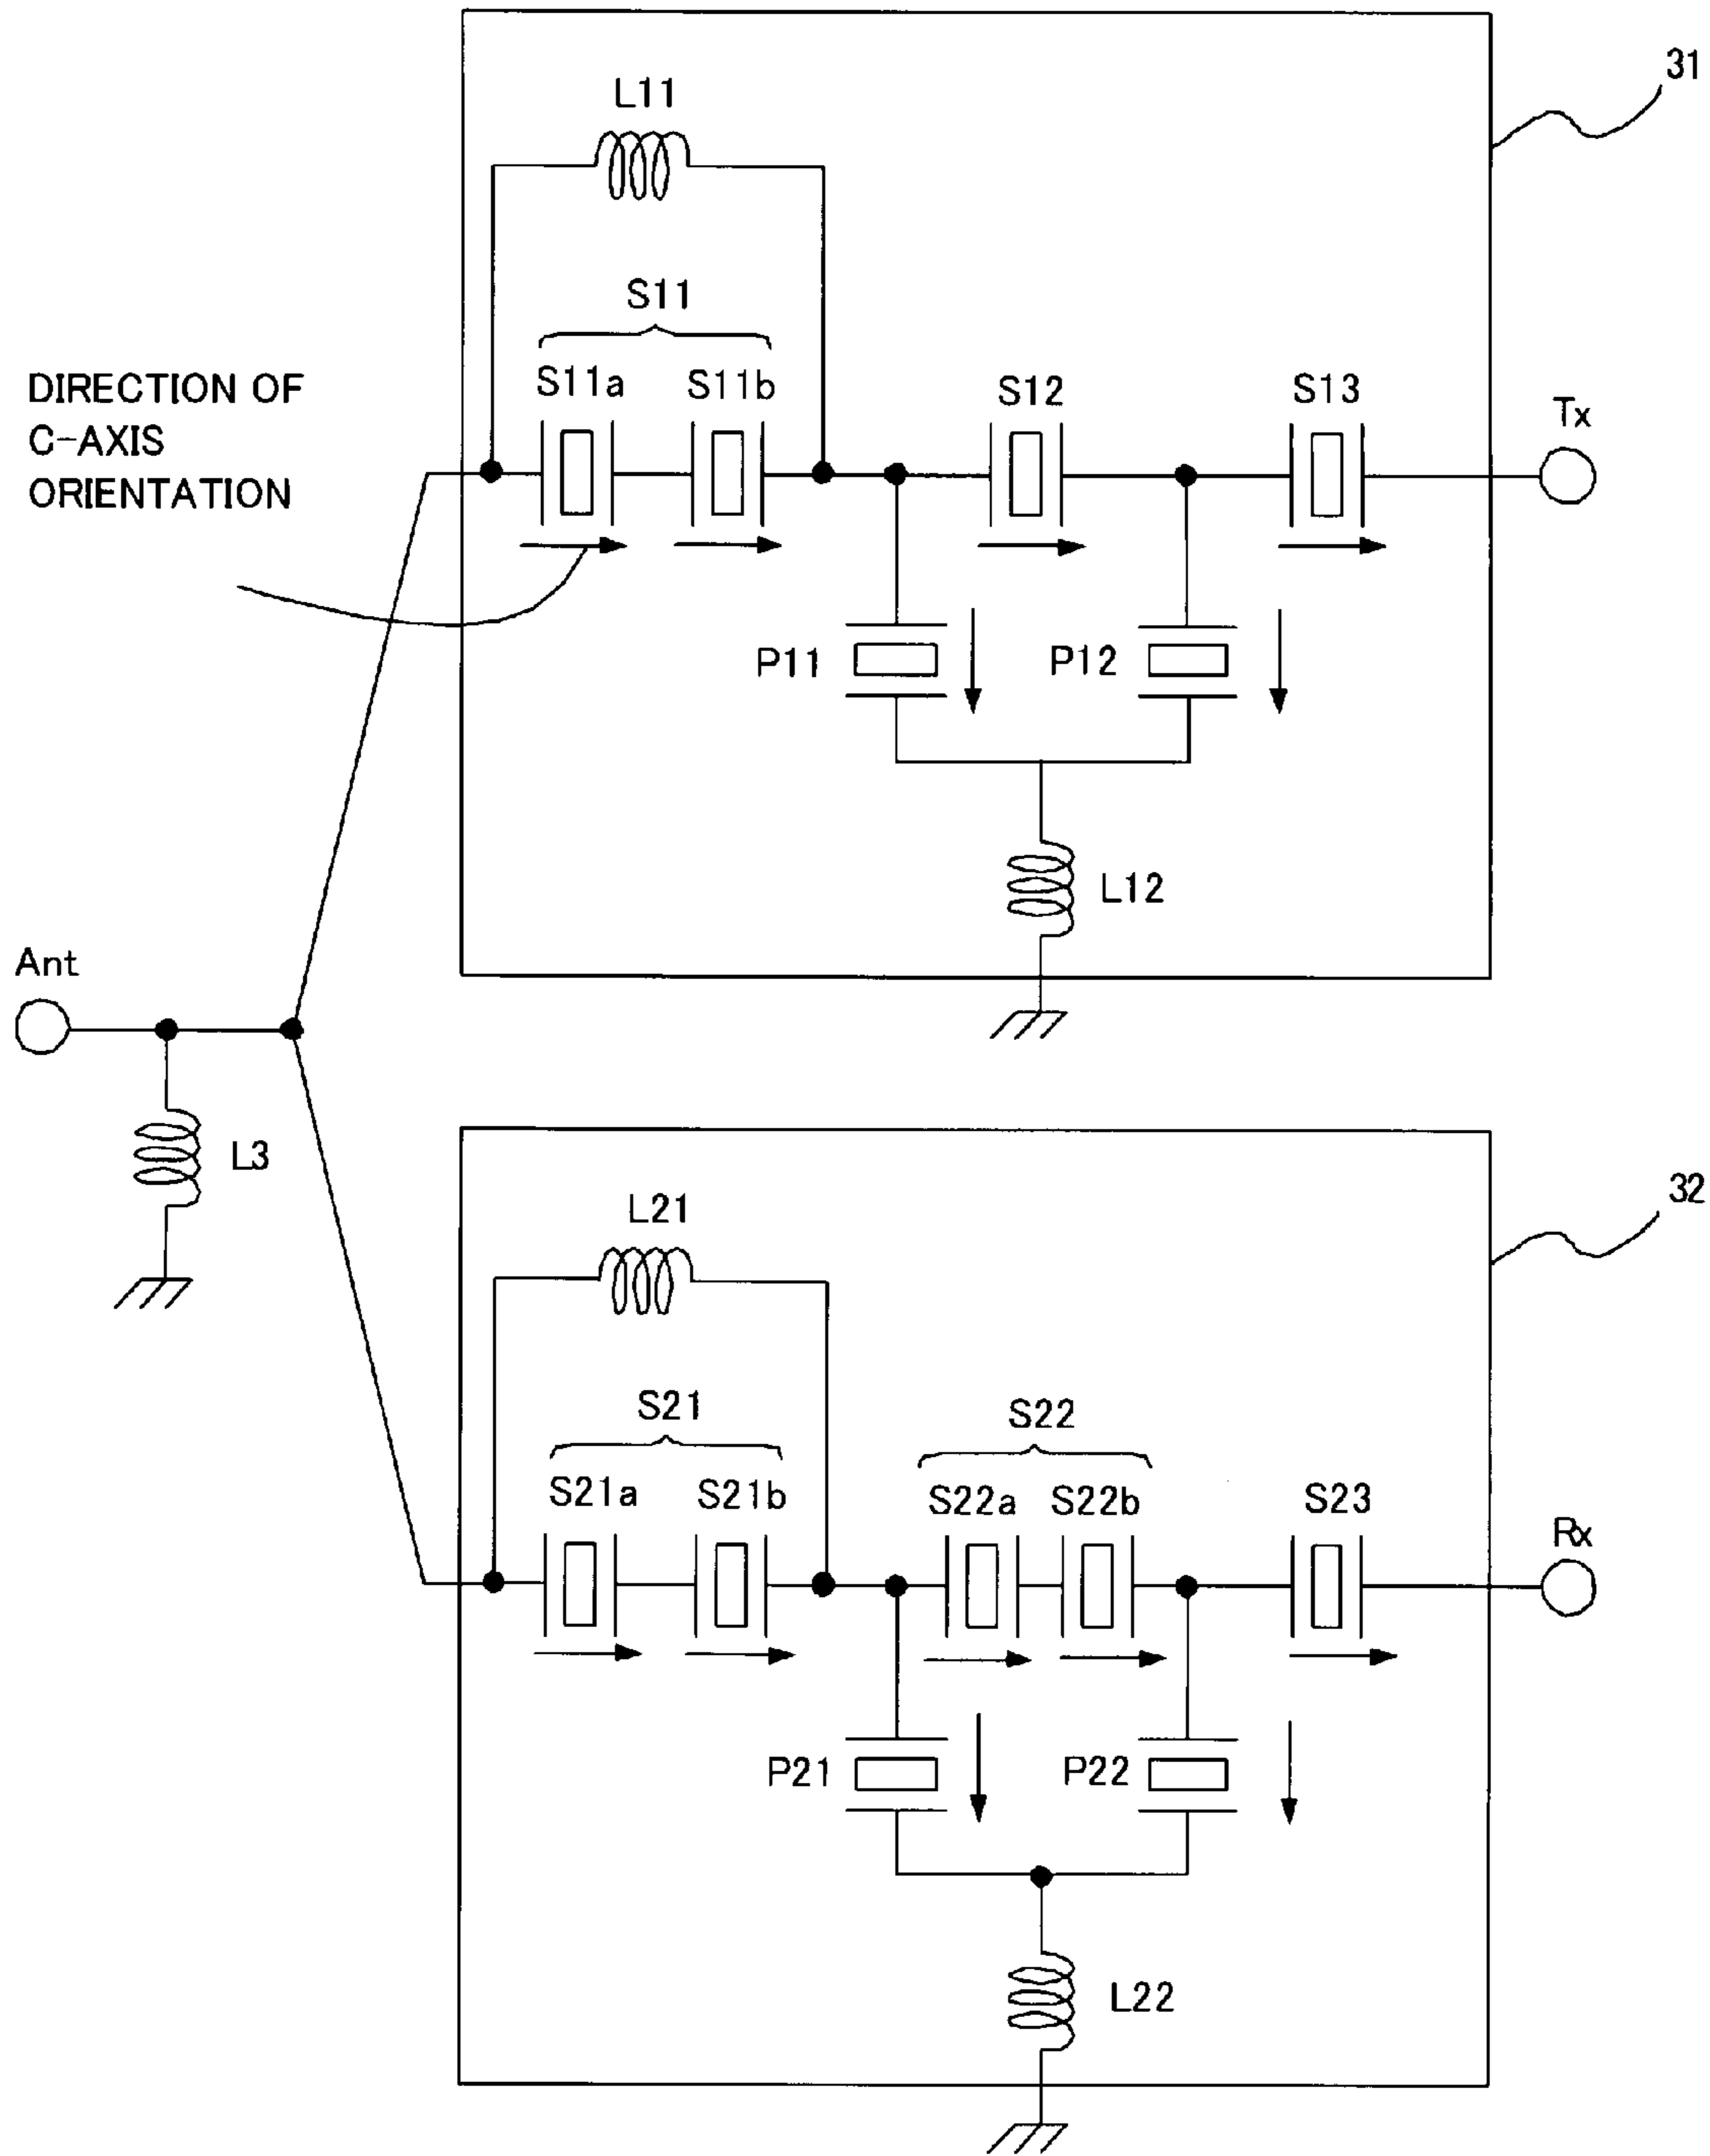 31
L11
S11
DIRECTION OF
C-AXIS
ORIENTATION
S11a
S11b
S12
S13
Tx
P11
P12
L12
Ant
L3
32
L21
S21
S22
S21a
S21b
S22a
S22b
S23
Rx
P21
P22
L22